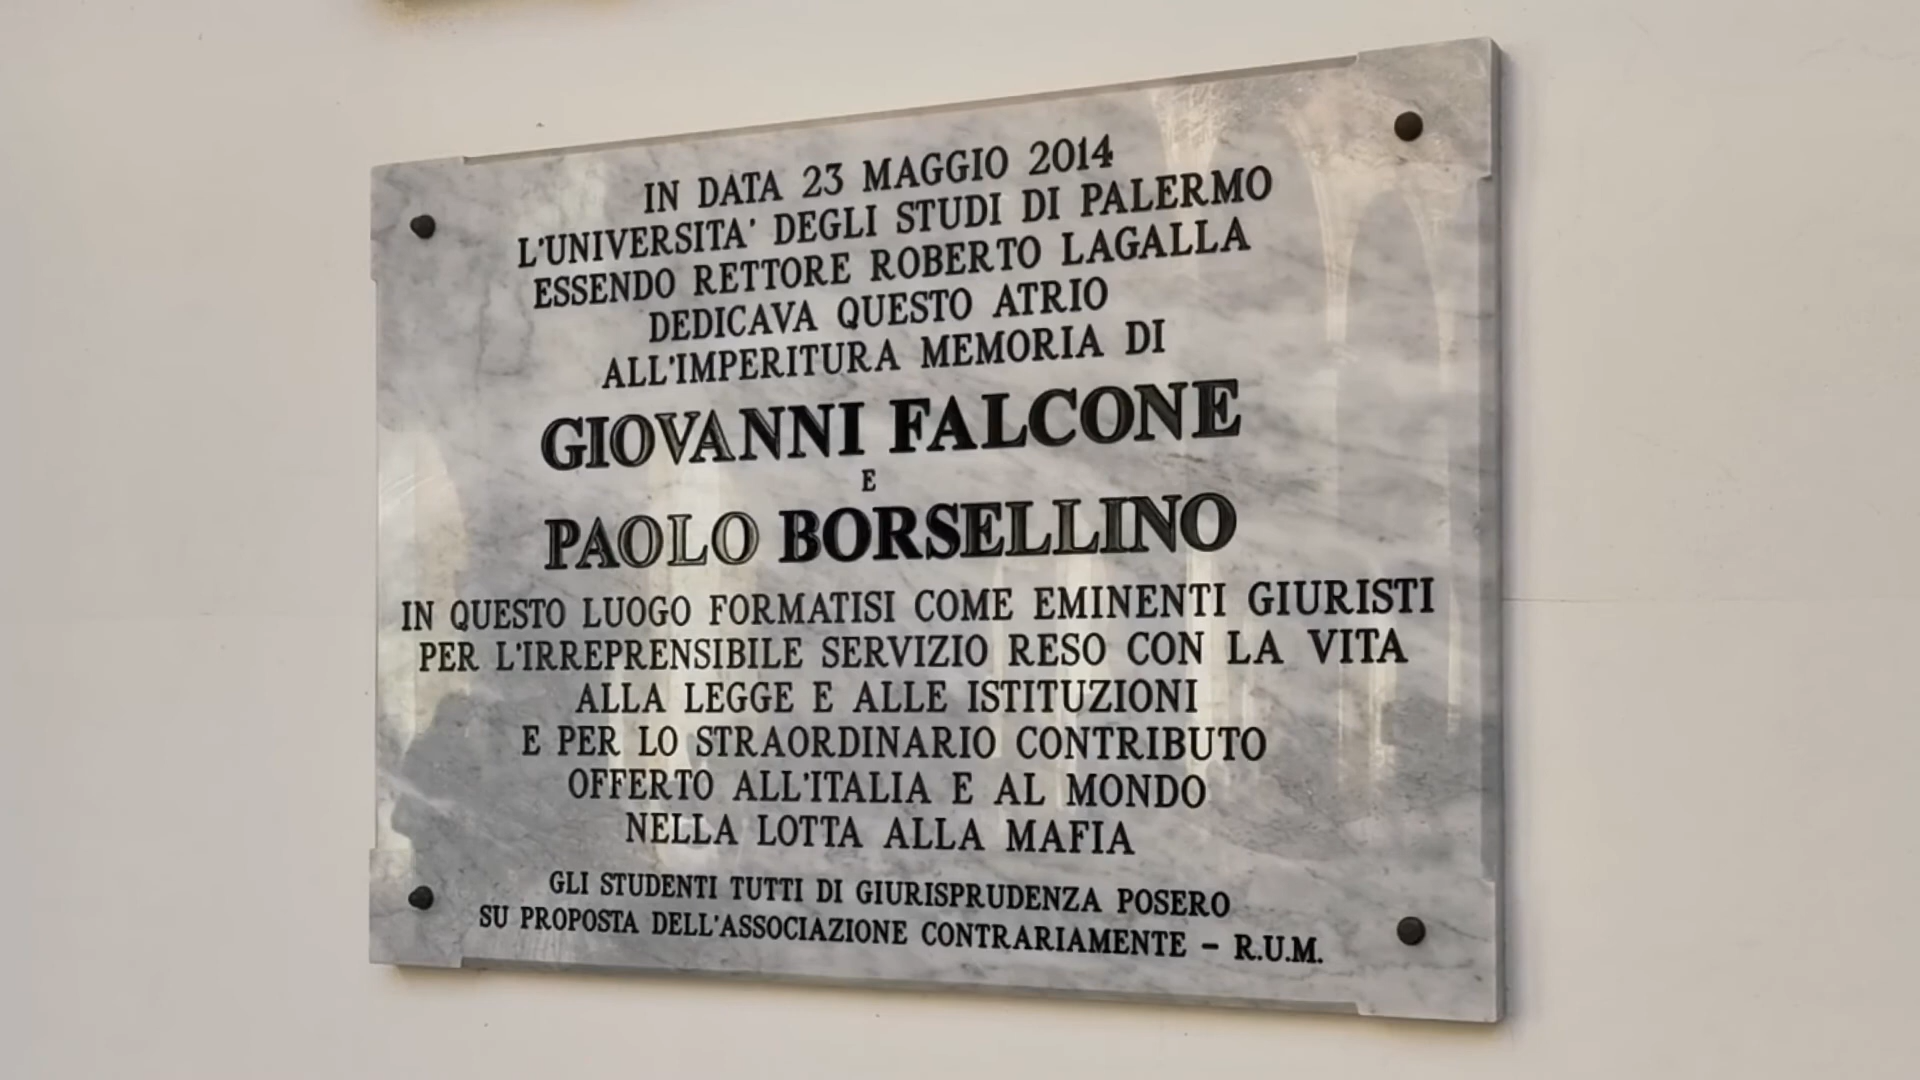 IN DATA 23 MAGGIO 2014
L'UNIVERSITA' DEGLI STUDI DI PALERMO
ESSENDO RETTORE ROBERTO LAGALLA
DEDICAVA QUESTO ATRIO
ALL'IMPERITURA MEMORIA DI
GIOVANNI FALCONE
E
PAOLO BORSELLINO
IN QUESTO LUOGO FORMATISI COME EMINENTI GIURISTI
PER L'IRREPRENSIBILE SERVIZIO RESO CON LA VITA
ALLA LEGGE E ALLE ISTITUZIONI
E PER LO STRAORDINARIO CONTRIBUTO
OFFERTO ALL'ITALIA E AL MONDO
NELLA LOTTA ALLA MAFIA
GLI STUDENTI TUTTI DI GIURISPRUDENZA POSERO
SU PROPOSTA DELL'ASSOCIAZIONE CONTRARIAMENTE - R.U.M.